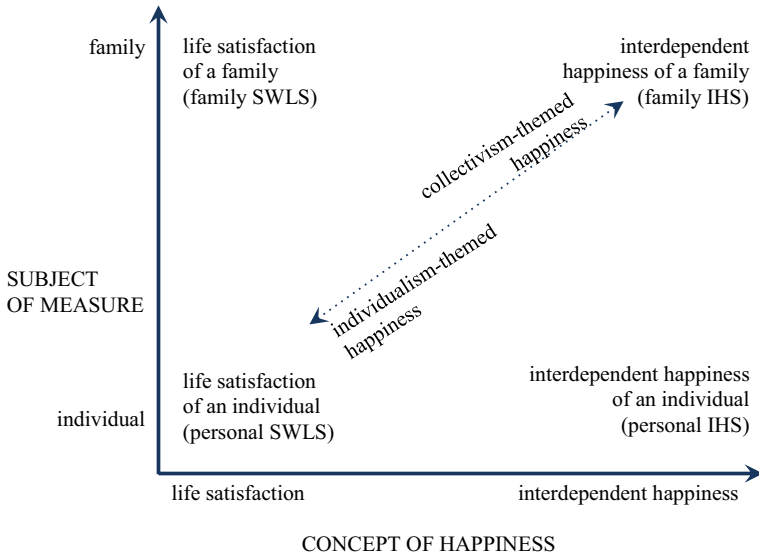 family
life satisfaction
of a family
(family SWLS)
interdependent
happiness of a family
(family IHS)
collectivism-themed
happiness
individualism-themed
happiness
SUBJECT
OF MEASURE
individual
life satisfaction
of an individual
(personal SWLS)
interdependent happiness
of an individual
(personal IHS)
life satisfaction
interdependent happiness
CONCEPT OF HAPPINESS